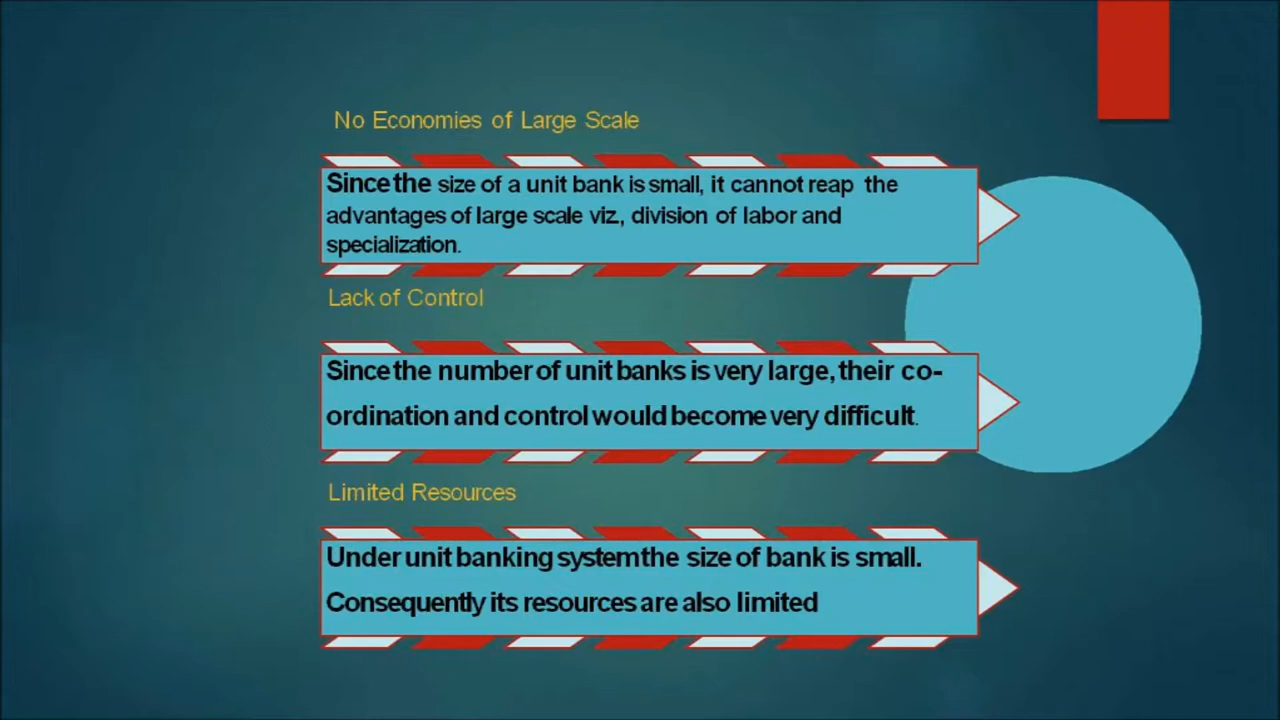 No Economies of Large Scale
Since the size of a unit bank is small, it cannot reap the
advantages of large scale viz., division of labor and
specialization.
Lack of Control
Since the number of unit banks is very large, their co-
ordination and control would become very difficult.
Limited Resources
Under unit banking system the size of bank is small.
Consequently its resources are also limited